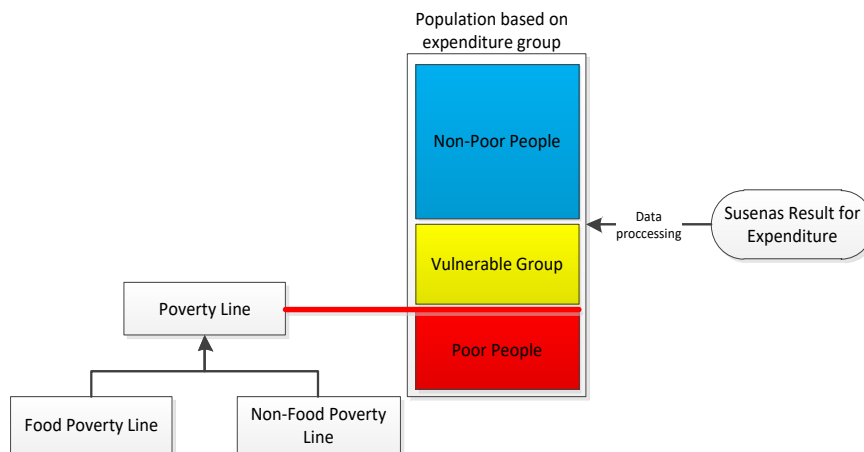 Population based on
expenditure group
Non-Poor People
Data
proccessing
Susenas Result for
Expenditure
Vulnerable Group
Poverty Line
Poor People
Food Poverty Line
Non-Food Poverty
Line